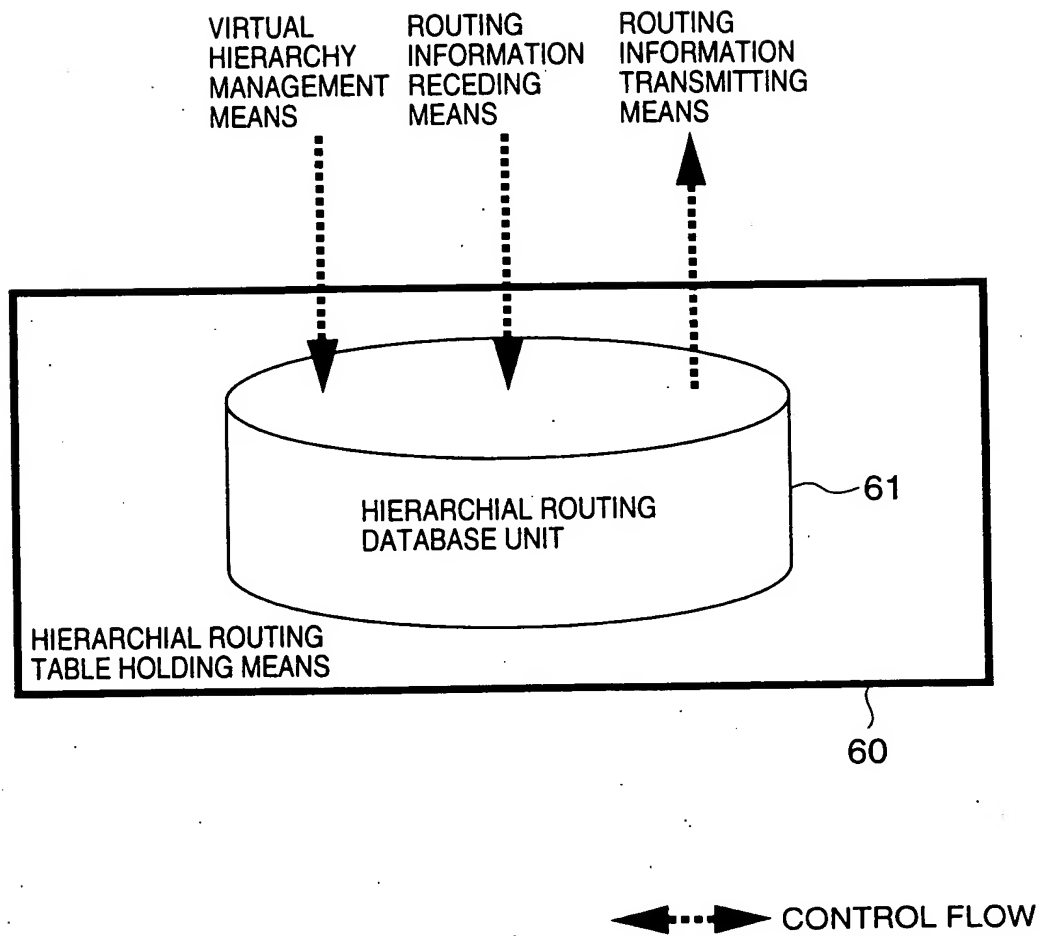 VIRTUAL
HIERARCHY
MANAGEMENT
MEANS
ROUTING
INFORMATION
RECEDING
MEANS
ROUTING
INFORMATION
TRANSMITTING
MEANS
HIERARCHIAL ROUTING
DATABASE UNIT
61
HIERARCHIAL ROUTING
TABLE HOLDING MEANS
60
CONTROL FLOW